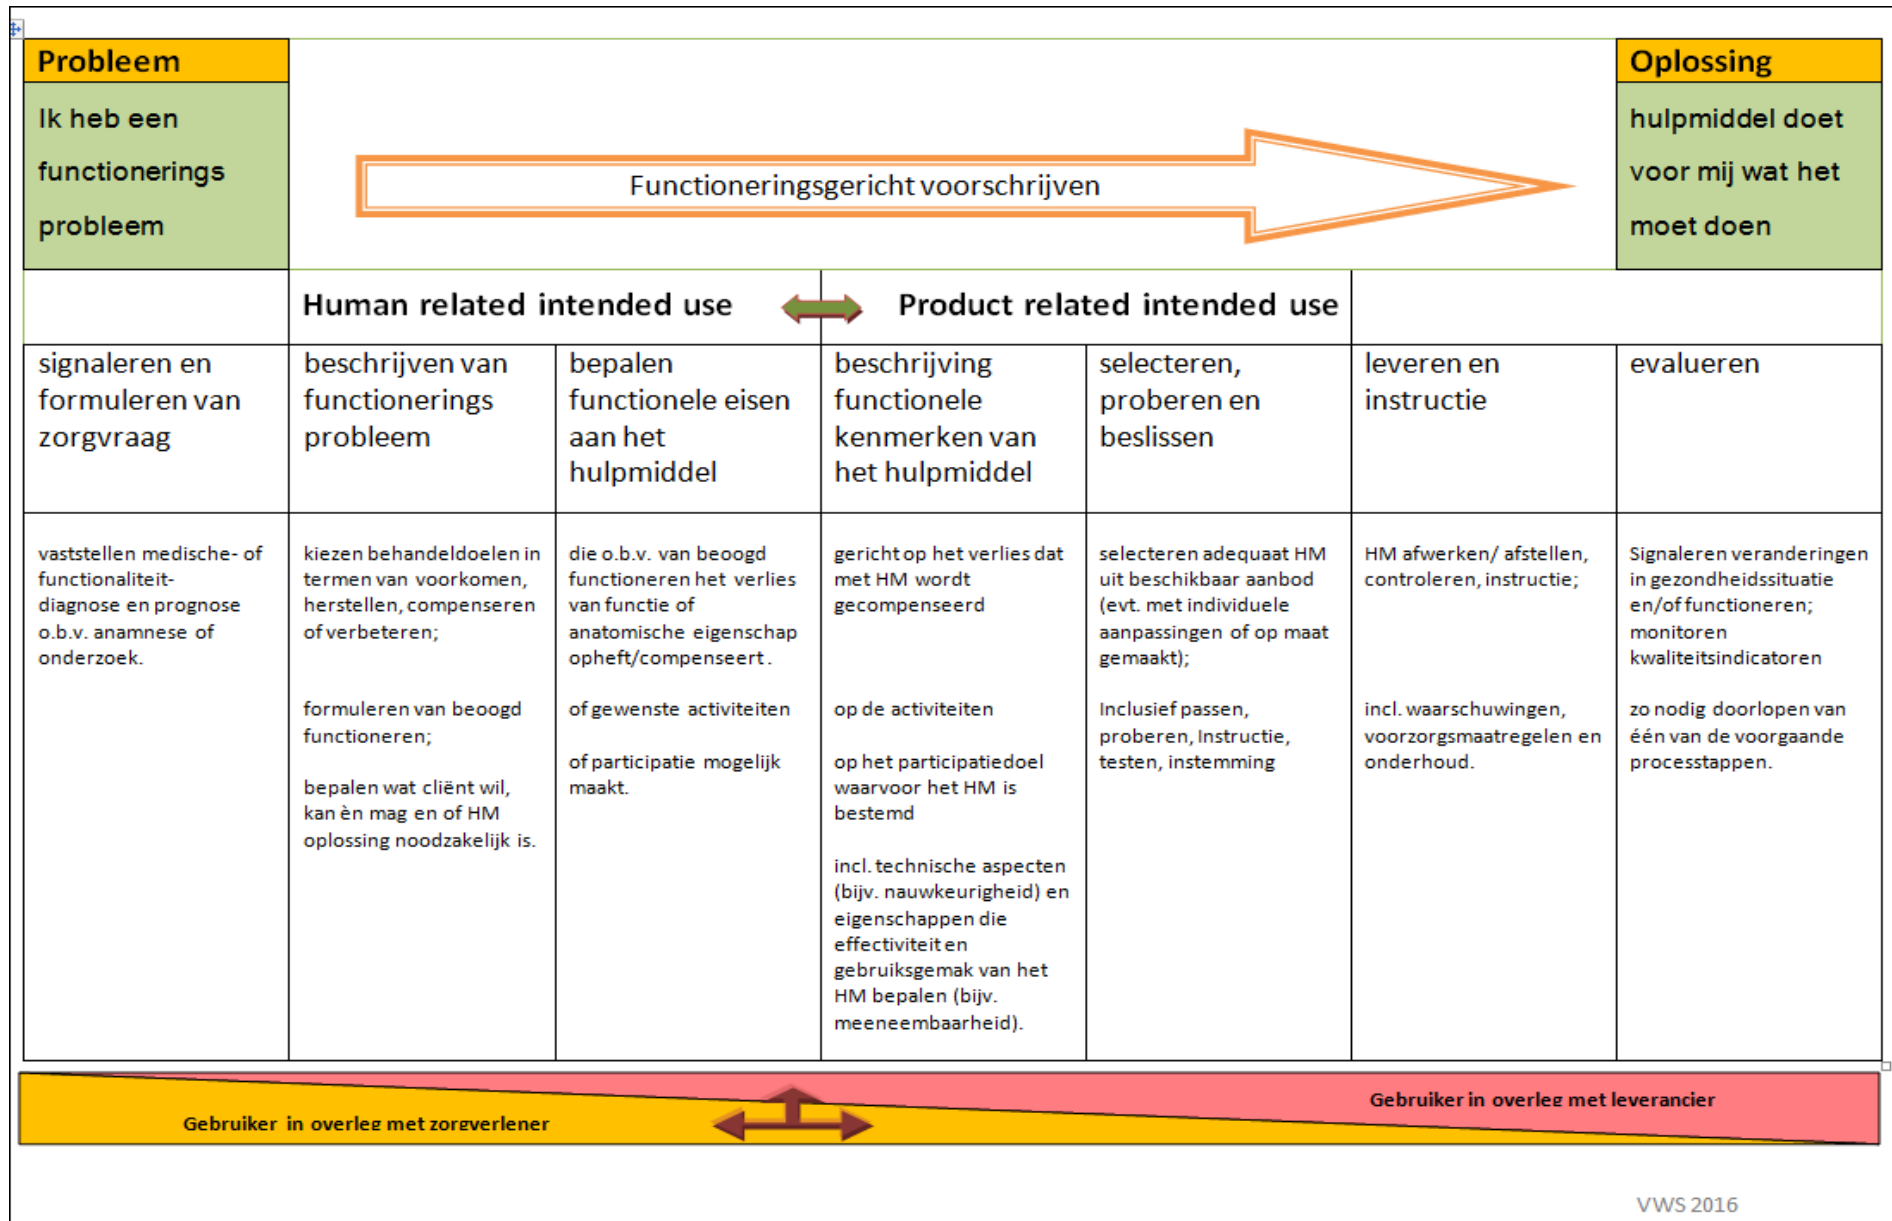 Probleem
Ik heb een
functionerings
probleem
Functioneringsgericht voorschrijven
Oplossing
hulpmiddel doet
voor mij wat het
moet doen
Human related intended use
Product related intended use
signaleren en
formuleren van
zorgvraag
beschrijven van
functionerings
probleem
bepalen
functionele eisen
aan het
hulpmiddel
beschrijving
functionele
kenmerken van
het hulpmiddel
selecteren,
proberen en
beslissen
leveren en
instructie
evalueren
vaststellen medische- of
functionaliteit-
diagnose en prognose
o.b.v. anamnese of
onderzoek.
kiezen behandeldoelen in
termen van voorkomen,
herstellen, compenseren
of verbeteren;
formuleren van beoogd
functioneren;
bepalen wat cliënt wil,
kan èn mag en of HM
oplossing noodzakelijk is.
die o.b.v. van beoogd
functioneren het verlies
van functie of
anatomische eigenschap
opheft/compenseert.
of gewenste activiteiten
of participatie mogelijk
maakt.
gericht op het verlies dat
met HM wordt
gecompenseerd
op de activiteiten
op het participatiedoel
waarvoor het HM is
bestemd
incl. technische aspecten
(bijv. nauwkeurigheid) en
eigenschappen die
effectiviteit en
gebruiksgemak van het
HM bepalen (bijv.
meeneembaarheid).
selecteren adequaat HM
uit beschikbaar aanbod
(evt. met individuele
aanpassingen of op maat
gemaakt);
Inclusief passen,
proberen, Instructie,
testen, instemming
HM afwerken/ afstellen,
controleren, instructie;
incl. waarschuwingen,
voorzorgsmaatregelen en
onderhoud.
Signaleren veranderingen
in gezondheidssituatie
en/of functioneren;
monitoren
kwaliteitsindicatoren
zo nodig doorlopen van
één van de voorgaande
processtappen.
Gebruiker in overleg met zorgverlener
Gebruiker in overleg met leverancier
VWS 2016